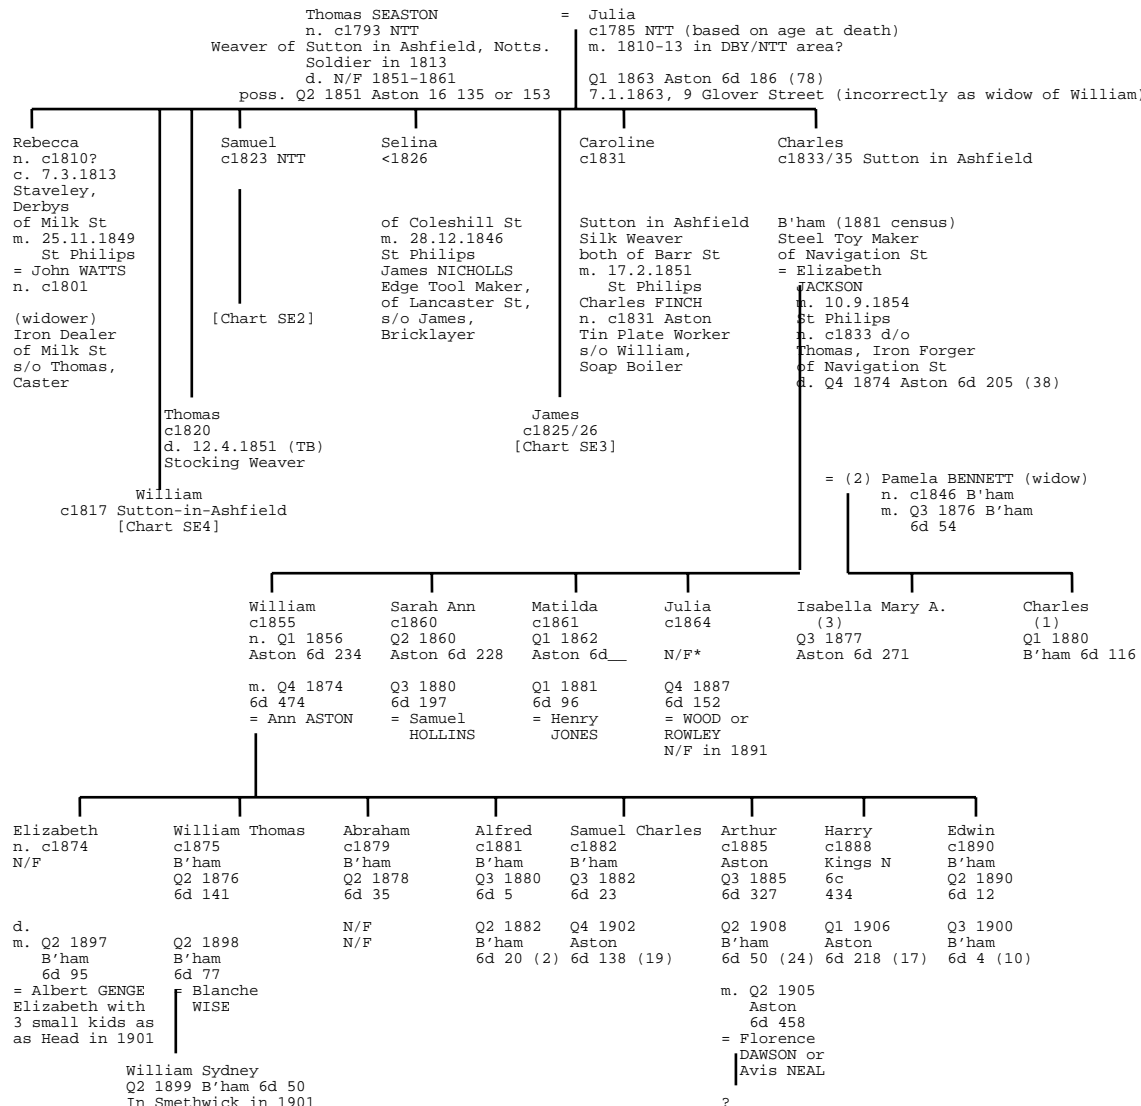 Thomas SEASTON = Julia
n. c1793 NTT
c1785 NTT (based on age at death)
Weaver of Sutton in Ashfield, Notts.
m. 1810-13 in DBY/NTT area?
Soldier in 1813
d. N/F 1851-1861
Q1 1863 Aston 6d 186 (78)
poss. Q2 1851 Aston 16 135 or 153
7.1.1863, 9 Glover Street (incorrectly as widow of William)
Rebecca
n. c1810?
c. 7.3.1813
Staveley,
Derbys
of Milk St
m. 25.11.1849
St Philips
= John WATTS
n. c1801
(widower)
Iron Dealer
of Milk St
s/o Thomas,
Caster
Samuel
c1823 NTT
[Chart SE2]
Selina
<1826
of Coleshill St
m. 28.12.1846
St Philips
James NICHOLLS
Edge Tool Maker,
of Lancaster St,
s/o James,
Bricklayer
Caroline
c1831
Sutton in Ashfield
Silk Weaver
both of Barr St
m. 17.2.1851
St Philips
Charles FINCH
n. c1831 Aston
Tin Plate Worker
s/o William,
Soap Boiler
Charles
c1833/35 Sutton in Ashfield
B'ham (1881 census)
Steel Toy Maker
of Navigation St
= Elizabeth
JACKSON
m. 10.9.1854
St Philips
n. c1833 d/o
Thomas, Iron Forger
of Navigation St
d. Q4 1874 Aston 6d 205 (38)
Thomas
c1820
d. 12.4.1851 (TB)
Stocking Weaver
James
c1825/26
[Chart SE3]
William
c1817 Sutton-in-Ashfield
[Chart SE4]
= (2) Pamela BENNETT (widow)
n. c1846 B'ham
m. Q3 1876 B'ham
6d 54
William
c1855
n. Q1 1856
Aston 6d 234
m. Q4 1874
6d 474
= Ann ASTON
Sarah Ann
c1860
Q2 1860
Aston 6d 228
Q3 1880
6d 197
= Samuel
HOLLINS
Matilda
c1861
Q1 1862
Aston 6d__
Q1 1881
6d 96
= Henry
JONES
Julia
c1864
N/F*
Q4 1887
6d 152
= WOOD or
ROWLEY
N/F in 1891
Isabella Mary A.
(3)
Q3 1877
Aston 6d 271
Charles
(1)
Q1 1880
B'ham 6d 116
Elizabeth
n. c1874
N/F
d.
m. Q2 1897
B'ham
6d 95
= Albert GENGE
Elizabeth with
3 small kids as
as Head in 1901
William Thomas
c1875
B'ham
Q2 1876
6d 141
Q2 1898
B'ham
6d 77
= Blanche
WISE
Abraham
c1879
B'ham
Q2 1878
6d 35
N/F
N/F
Alfred
c1881
B'ham
Q3 1880
6d 5
Q2 1882
B'ham
6d 20 (2)
Samuel Charles
c1882
B'ham
Q3 1882
6d 23
Q4 1902
Aston
6d 138 (19)
Arthur
c1885
Aston
Q3 1885
6d 327
Q2 1908
B'ham
6d 50 (24)
m. Q2 1905
Aston
6d 458
= Florence
DAWSON or
Avis NEAL
?
Harry
c1888
Kings N
6c
434
Q1 1906
Aston
6d 218 (17)
Edwin
c1890
B'ham
Q2 1890
6d 12
Q3 1900
B'ham
6d 4 (10)
William Sydney
Q2 1899 B'ham 6d 50
In Smethwick in 1901